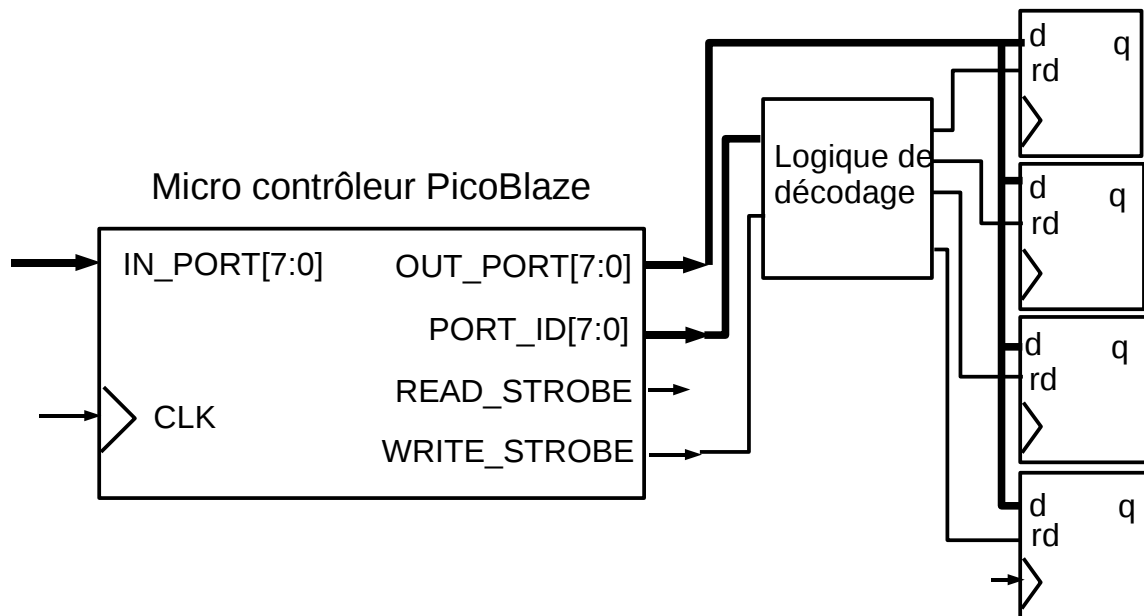 Micro contrôleur PicoBlaze
IN_PORT[7:0]
OUT_PORT[7:0]
PORT_ID[7:0]
READ_STROBE
CLK
WRITE_STROBE
Logique de
décodage
d
q
rd
d
q
rd
d
q
rd
d
q
rd